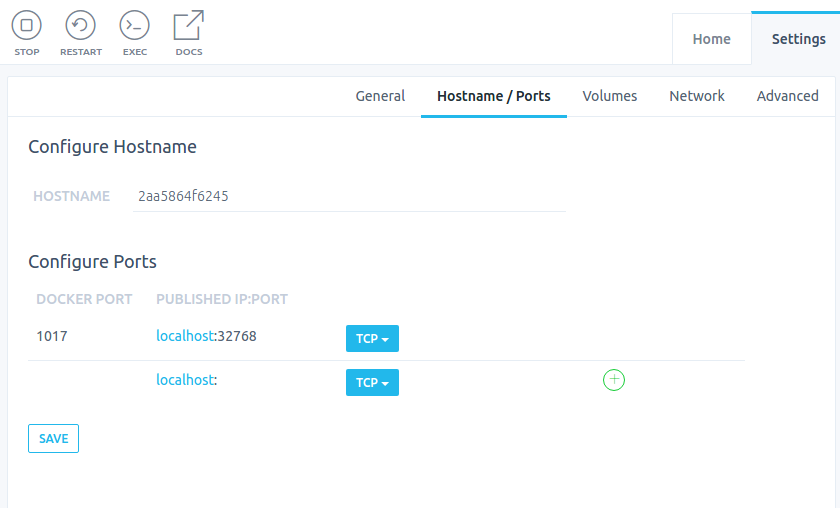 STOP RESTART EXEC DOCS
Home Settings
General Hostname / Ports Volumes Network Advanced
Configure Hostname
HOSTNAME 2aa5864f6245
Configure Ports
DOCKER PORT PUBLISHED IP:PORT
1017 localhost:32768 TCP
localhost: TCP
SAVE